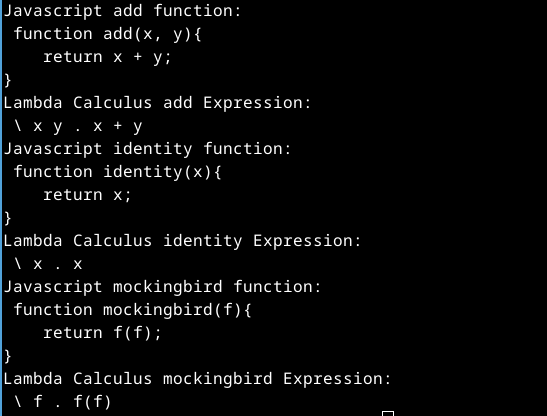 Javascript add function:
 function add(x, y){
    return x + y;
}
Lambda Calculus add Expression:
 \ x y . x + y
Javascript identity function:
 function identity(x){
    return x;
}
Lambda Calculus identity Expression:
 \ x . x
Javascript mockingbird function:
 function mockingbird(f){
    return f(f);
}
Lambda Calculus mockingbird Expression:
 \ f . f(f)